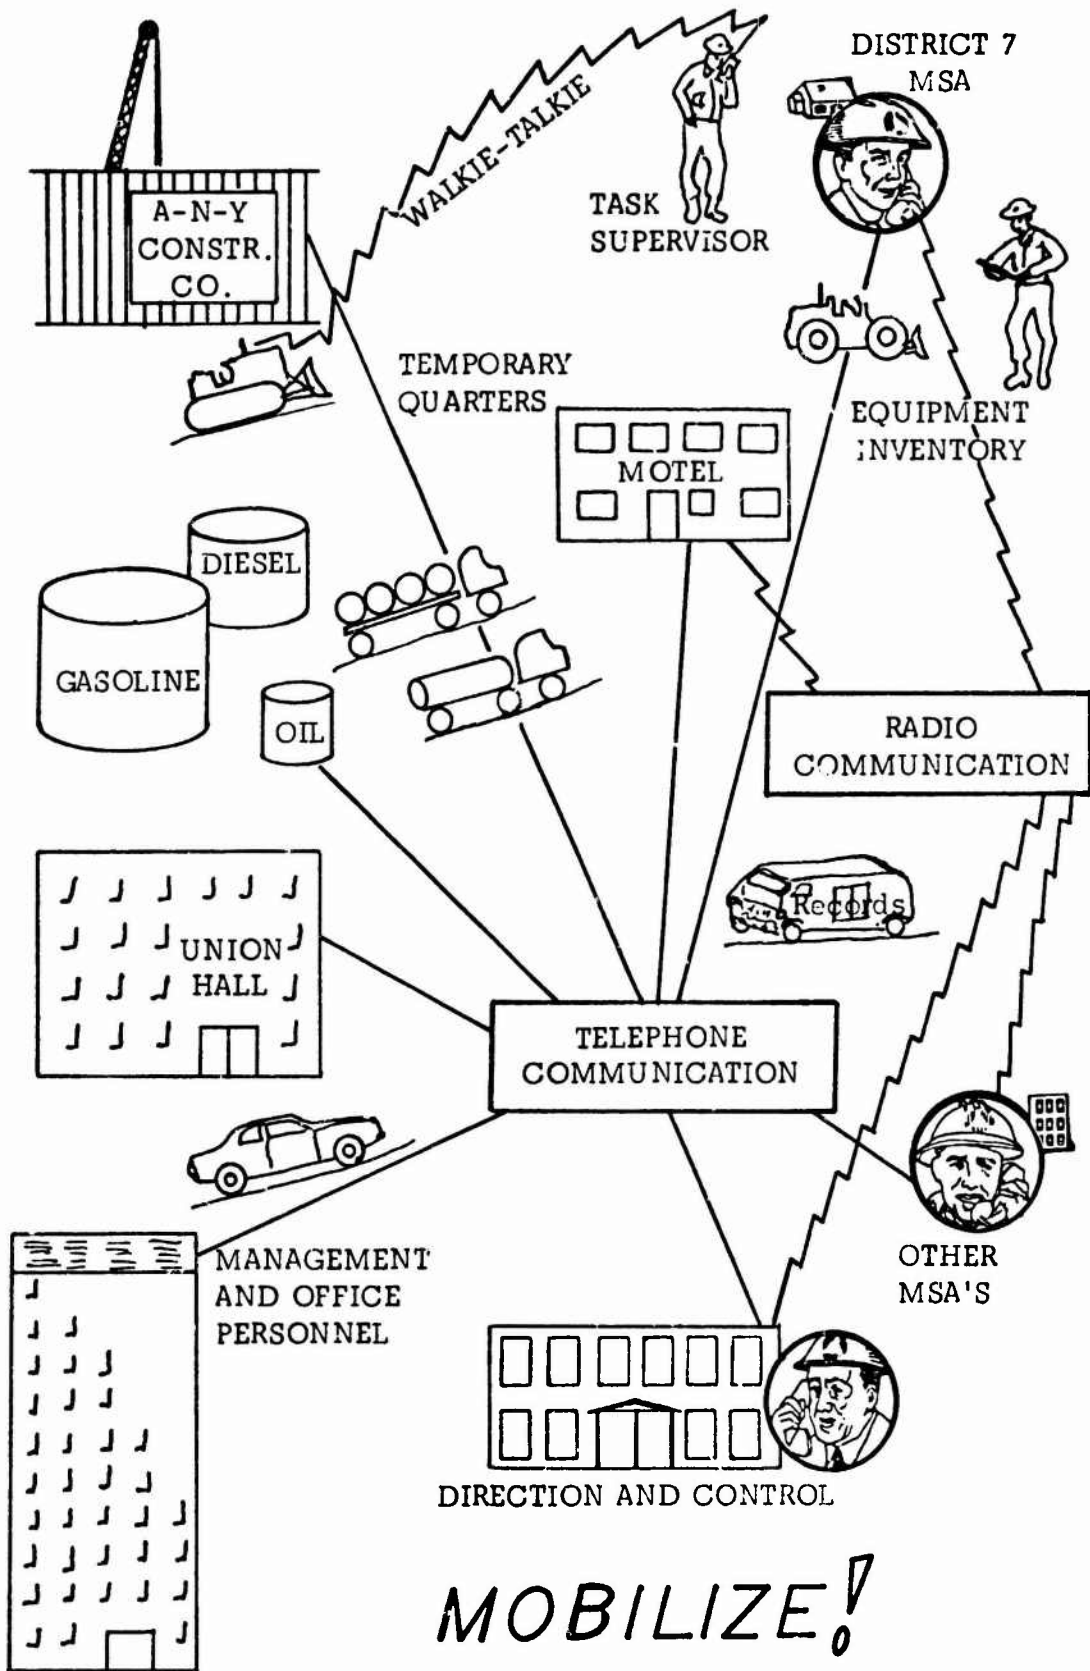 DISTRICT 7
MSA
WALKIE-TALKIE
TASK
SUPERVISOR
A-N-Y
CONSTR.
CO.
TEMPORARY
QUARTERS
EQUIPMENT
INVENTORY
MOTEL
DIESEL
GASOLINE
OIL
RADIO
COMMUNICATION
Records
UNION
HALL
TELEPHONE
COMMUNICATION
OTHER
MSA'S
MANAGEMENT
AND OFFICE
PERSONNEL
DIRECTION AND CONTROL
MOBILIZE!